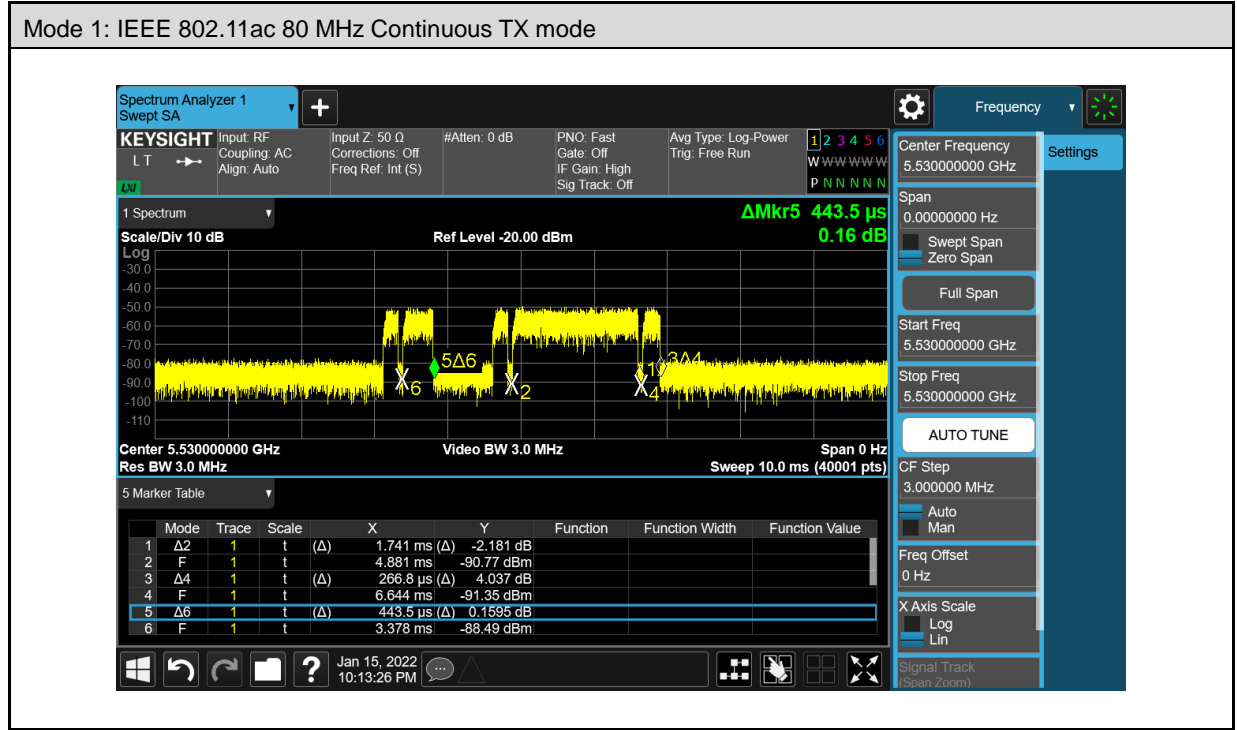 Mode 1: IEEE 802.11ac 80 MHz Continuous TX mode
Spectrum Analyzer 1
Swept SA
Frequency
KEYSIGHT
L T
LXI
Input: RF
Coupling: AC
Align: Auto
Input Z: 50 Ω
Corrections: Off
Freq Ref: Int (S)
#Atten: 0 dB
PNO: Fast
Gate: Off
IF Gain: High
Sig Track: Off
Avg Type: Log-Power
Trig: Free Run
1 2 3 4 5 6
W W W W W W
P N N N N N
1 Spectrum
ΔMkr5 443.5 µs
0.16 dB
Scale/Div 10 dB
Ref Level -20.00 dBm
Log
-30.0
-40.0
-50.0
-60.0
-70.0
-80.0
-90.0
-100
-110
5Δ6
6
2
1
3Δ4
4
Center 5.530000000 GHz
Video BW 3.0 MHz
Span 0 Hz
Res BW 3.0 MHz
Sweep 10.0 ms (40001 pts)
5 Marker Table
Mode Trace Scale X Y Function Function Width Function Value
1 Δ2 1 t (Δ) 1.741 ms (Δ) -2.181 dB
2 F 1 t 4.881 ms -90.77 dBm
3 Δ4 1 t (Δ) 266.8 µs (Δ) 4.037 dB
4 F 1 t 6.644 ms -91.35 dBm
5 Δ6 1 t (Δ) 443.5 µs (Δ) 0.1595 dB
6 F 1 t 3.378 ms -88.49 dBm
Jan 15, 2022
10:13:26 PM
Settings
Center Frequency
5.530000000 GHz
Span
0.00000000 Hz
Swept Span
Zero Span
Full Span
Start Freq
5.530000000 GHz
Stop Freq
5.530000000 GHz
AUTO TUNE
CF Step
3.000000 MHz
Auto
Man
Freq Offset
0 Hz
X Axis Scale
Log
Lin
Signal Track
(Span Zoom)